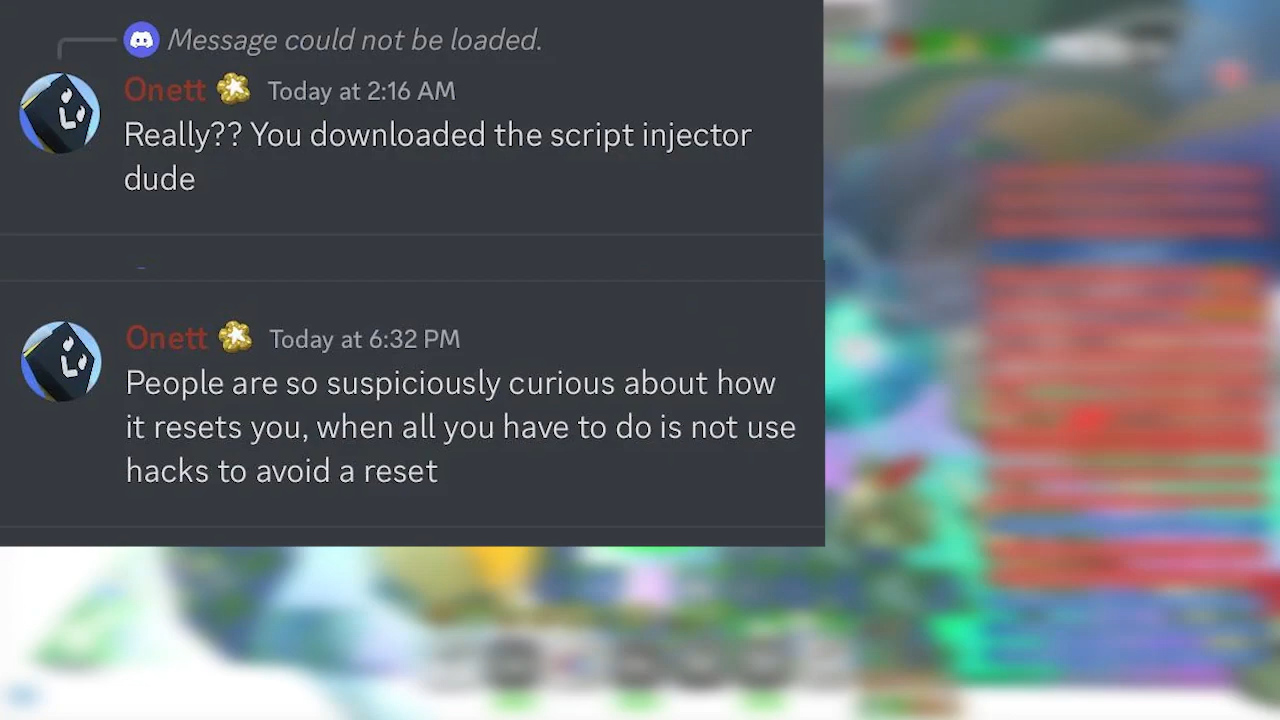 Message could not be loaded.
Onett Today at 2:16 AM
Really?? You downloaded the script injector
dude
Onett Today at 6:32 PM
People are so suspiciously curious about how
it resets you, when all you have to do is not use
hacks to avoid a reset